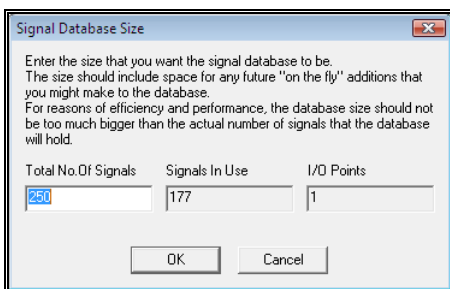 Signal Database Size
Enter the size that you want the signal database to be.
The size should include space for any future "on the fly" additions that
you might make to the database.
For reasons of efficiency and performance, the database size should not
be too much bigger than the actual number of signals that the database
will hold.
Total No.Of Signals Signals In Use I/O Points
250 177 1
OK Cancel